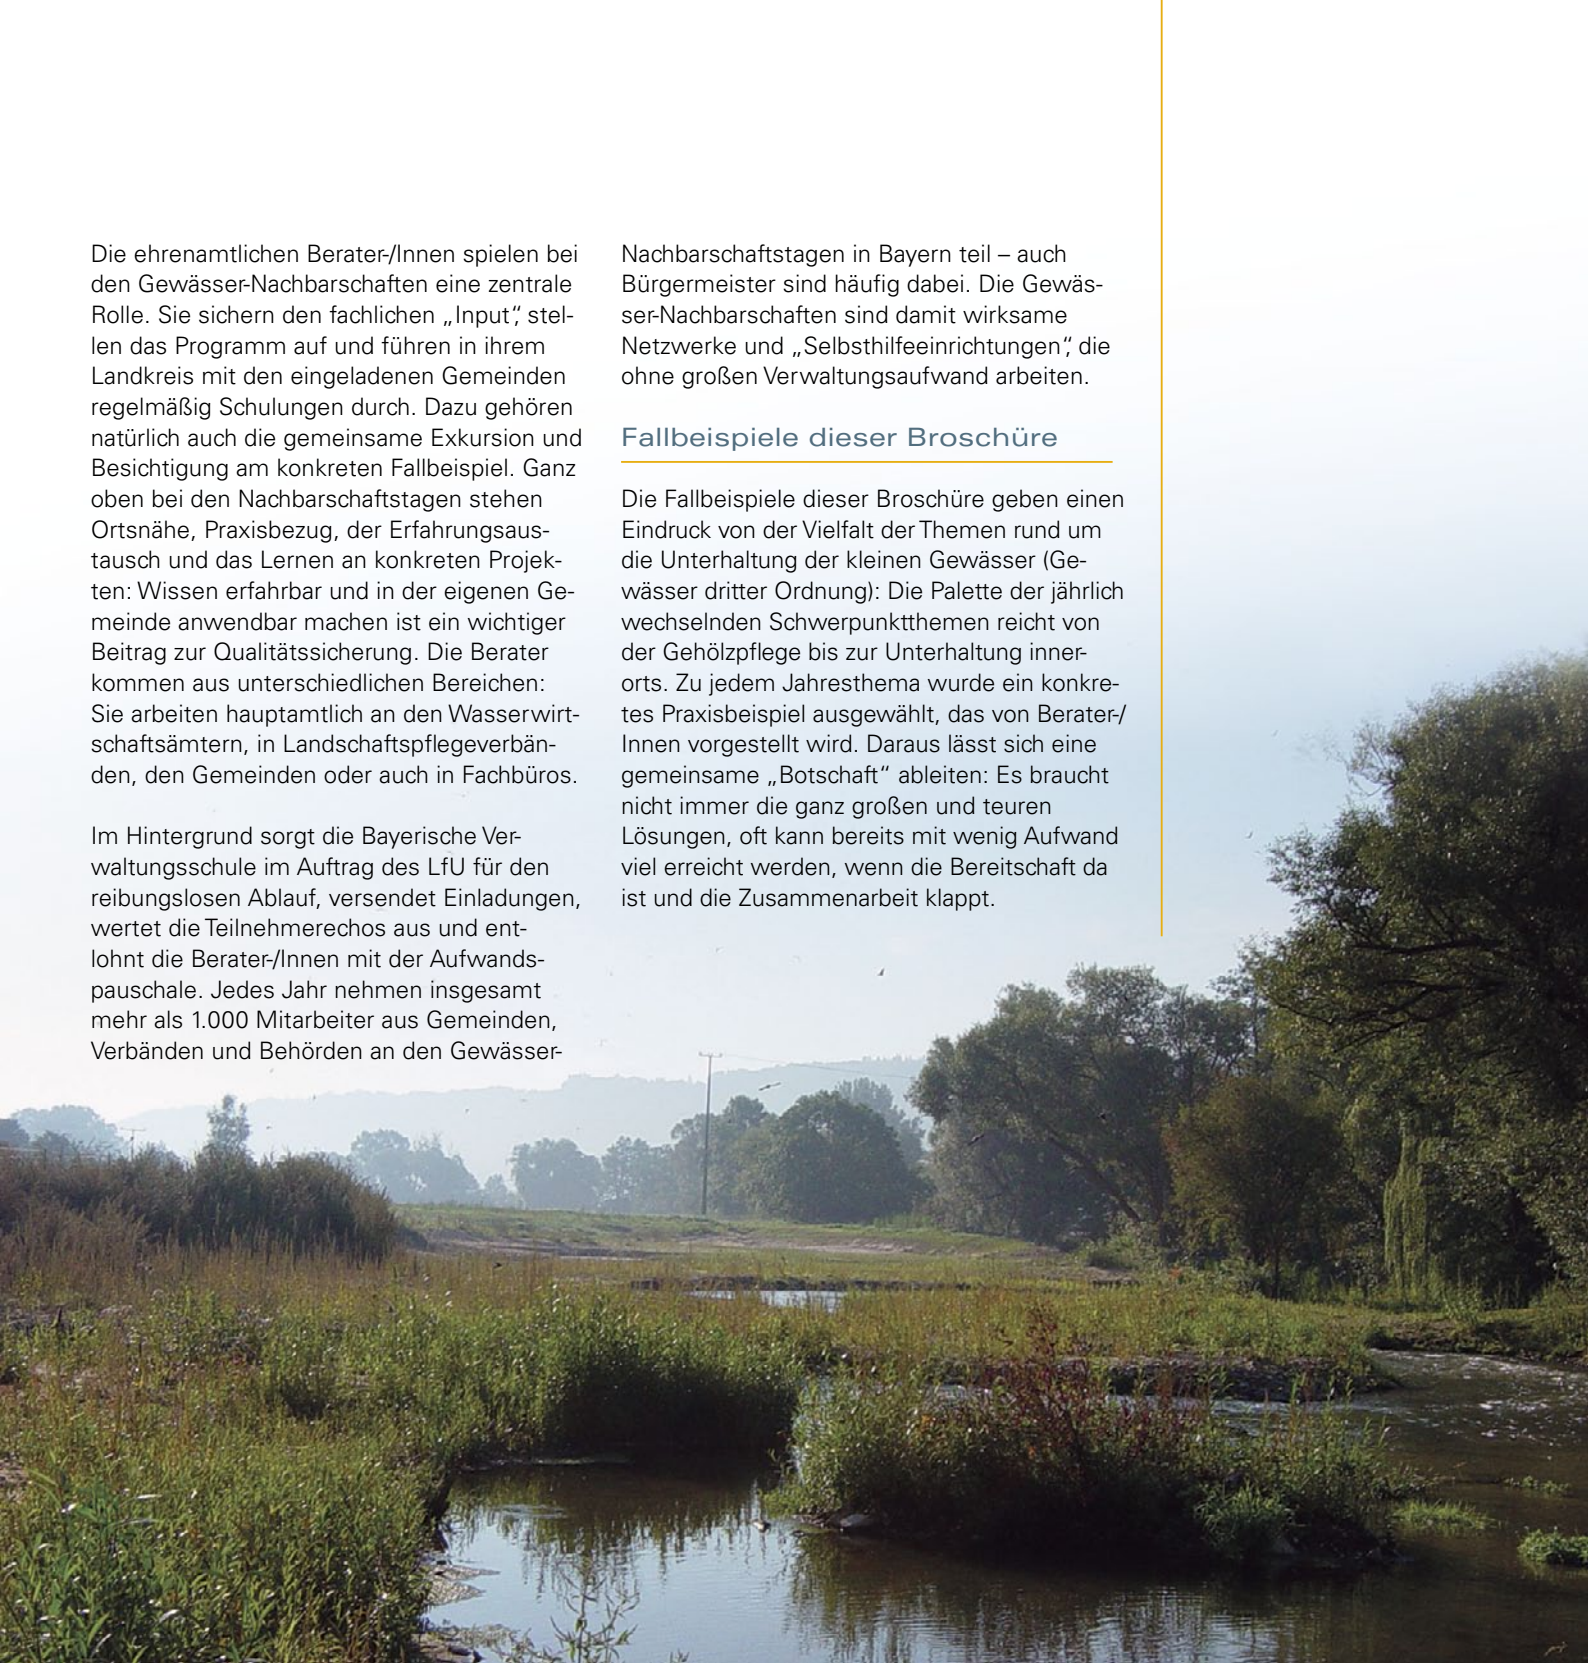 Die ehrenamtlichen Berater-/Innen spielen bei
den Gewässer-Nachbarschaften eine zentrale
Rolle. Sie sichern den fachlichen „Input“, stel-
len das Programm auf und führen in ihrem
Landkreis mit den eingeladenen Gemeinden
regelmäßig Schulungen durch. Dazu gehören
natürlich auch die gemeinsame Exkursion und
Besichtigung am konkreten Fallbeispiel. Ganz
oben bei den Nachbarschaftstagen stehen
Ortsnähe, Praxisbezug, der Erfahrungsaus-
tausch und das Lernen an konkreten Projek-
ten: Wissen erfahrbar und in der eigenen Ge-
meinde anwendbar machen ist ein wichtiger
Beitrag zur Qualitätssicherung. Die Berater
kommen aus unterschiedlichen Bereichen:
Sie arbeiten hauptamtlich an den Wasserwirt-
schaftsämtern, in Landschaftspflegeverbän-
den, den Gemeinden oder auch in Fachbüros.
Im Hintergrund sorgt die Bayerische Ver-
waltungsschule im Auftrag des LfU für den
reibungslosen Ablauf, versendet Einladungen,
wertet die Teilnehmerechos aus und ent-
lohnt die Berater-/Innen mit der Aufwands-
pauschale. Jedes Jahr nehmen insgesamt
mehr als 1.000 Mitarbeiter aus Gemeinden,
Verbänden und Behörden an den Gewässer-
Nachbarschaftstagen in Bayern teil – auch
Bürgermeister sind häufig dabei. Die Gewäs-
ser-Nachbarschaften sind damit wirksame
Netzwerke und „Selbsthilfeeinrichtungen“, die
ohne großen Verwaltungsaufwand arbeiten.
Fallbeispiele dieser Broschüre
Die Fallbeispiele dieser Broschüre geben einen
Eindruck von der Vielfalt der Themen rund um
die Unterhaltung der kleinen Gewässer (Ge-
wässer dritter Ordnung): Die Palette der jährlich
wechselnden Schwerpunktthemen reicht von
der Gehölzpflege bis zur Unterhaltung inner-
orts. Zu jedem Jahresthema wurde ein konkre-
tes Praxisbeispiel ausgewählt, das von Berater-/
Innen vorgestellt wird. Daraus lässt sich eine
gemeinsame „Botschaft“ ableiten: Es braucht
nicht immer die ganz großen und teuren
Lösungen, oft kann bereits mit wenig Aufwand
viel erreicht werden, wenn die Bereitschaft da
ist und die Zusammenarbeit klappt.